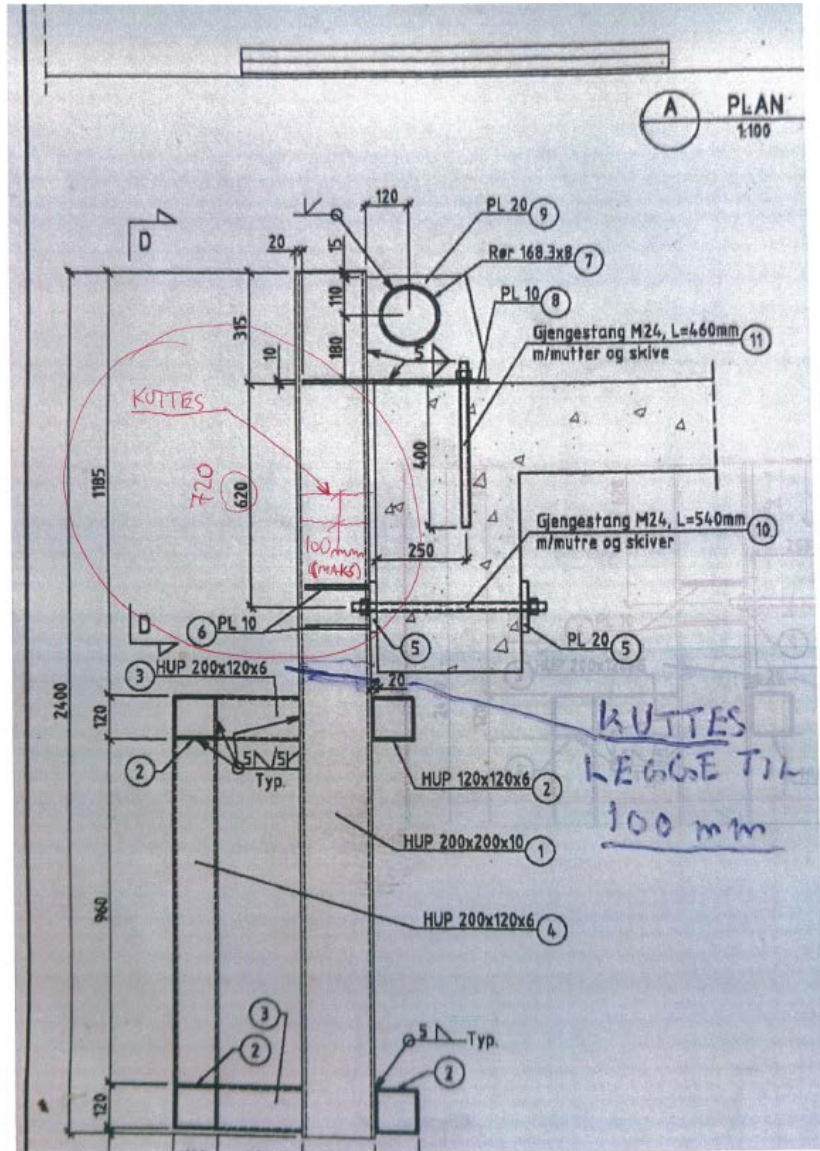 A PLAN
1:100
120
PL 20 9
D
20
15
Rør 168.3x8 7
110
PL 10 8
315
180
5
Gjengestang M24, L=460mm 11
m/mutter og skive
10
KUTTES
400
1185
720
620
100mm
(MAKS)
250
Gjengestang M24, L=540mm 10
m/mutre og skiver
D
6 PL 10
5
PL 20 5
3 HUP 200x120x6
20
2400
120
KUTTES
LEGGE TIL
100 mm
2
5 / 5
Typ.
HUP 120x120x6 2
HUP 200x200x10 1
960
HUP 200x120x6 4
3
5 Typ.
2
2
120